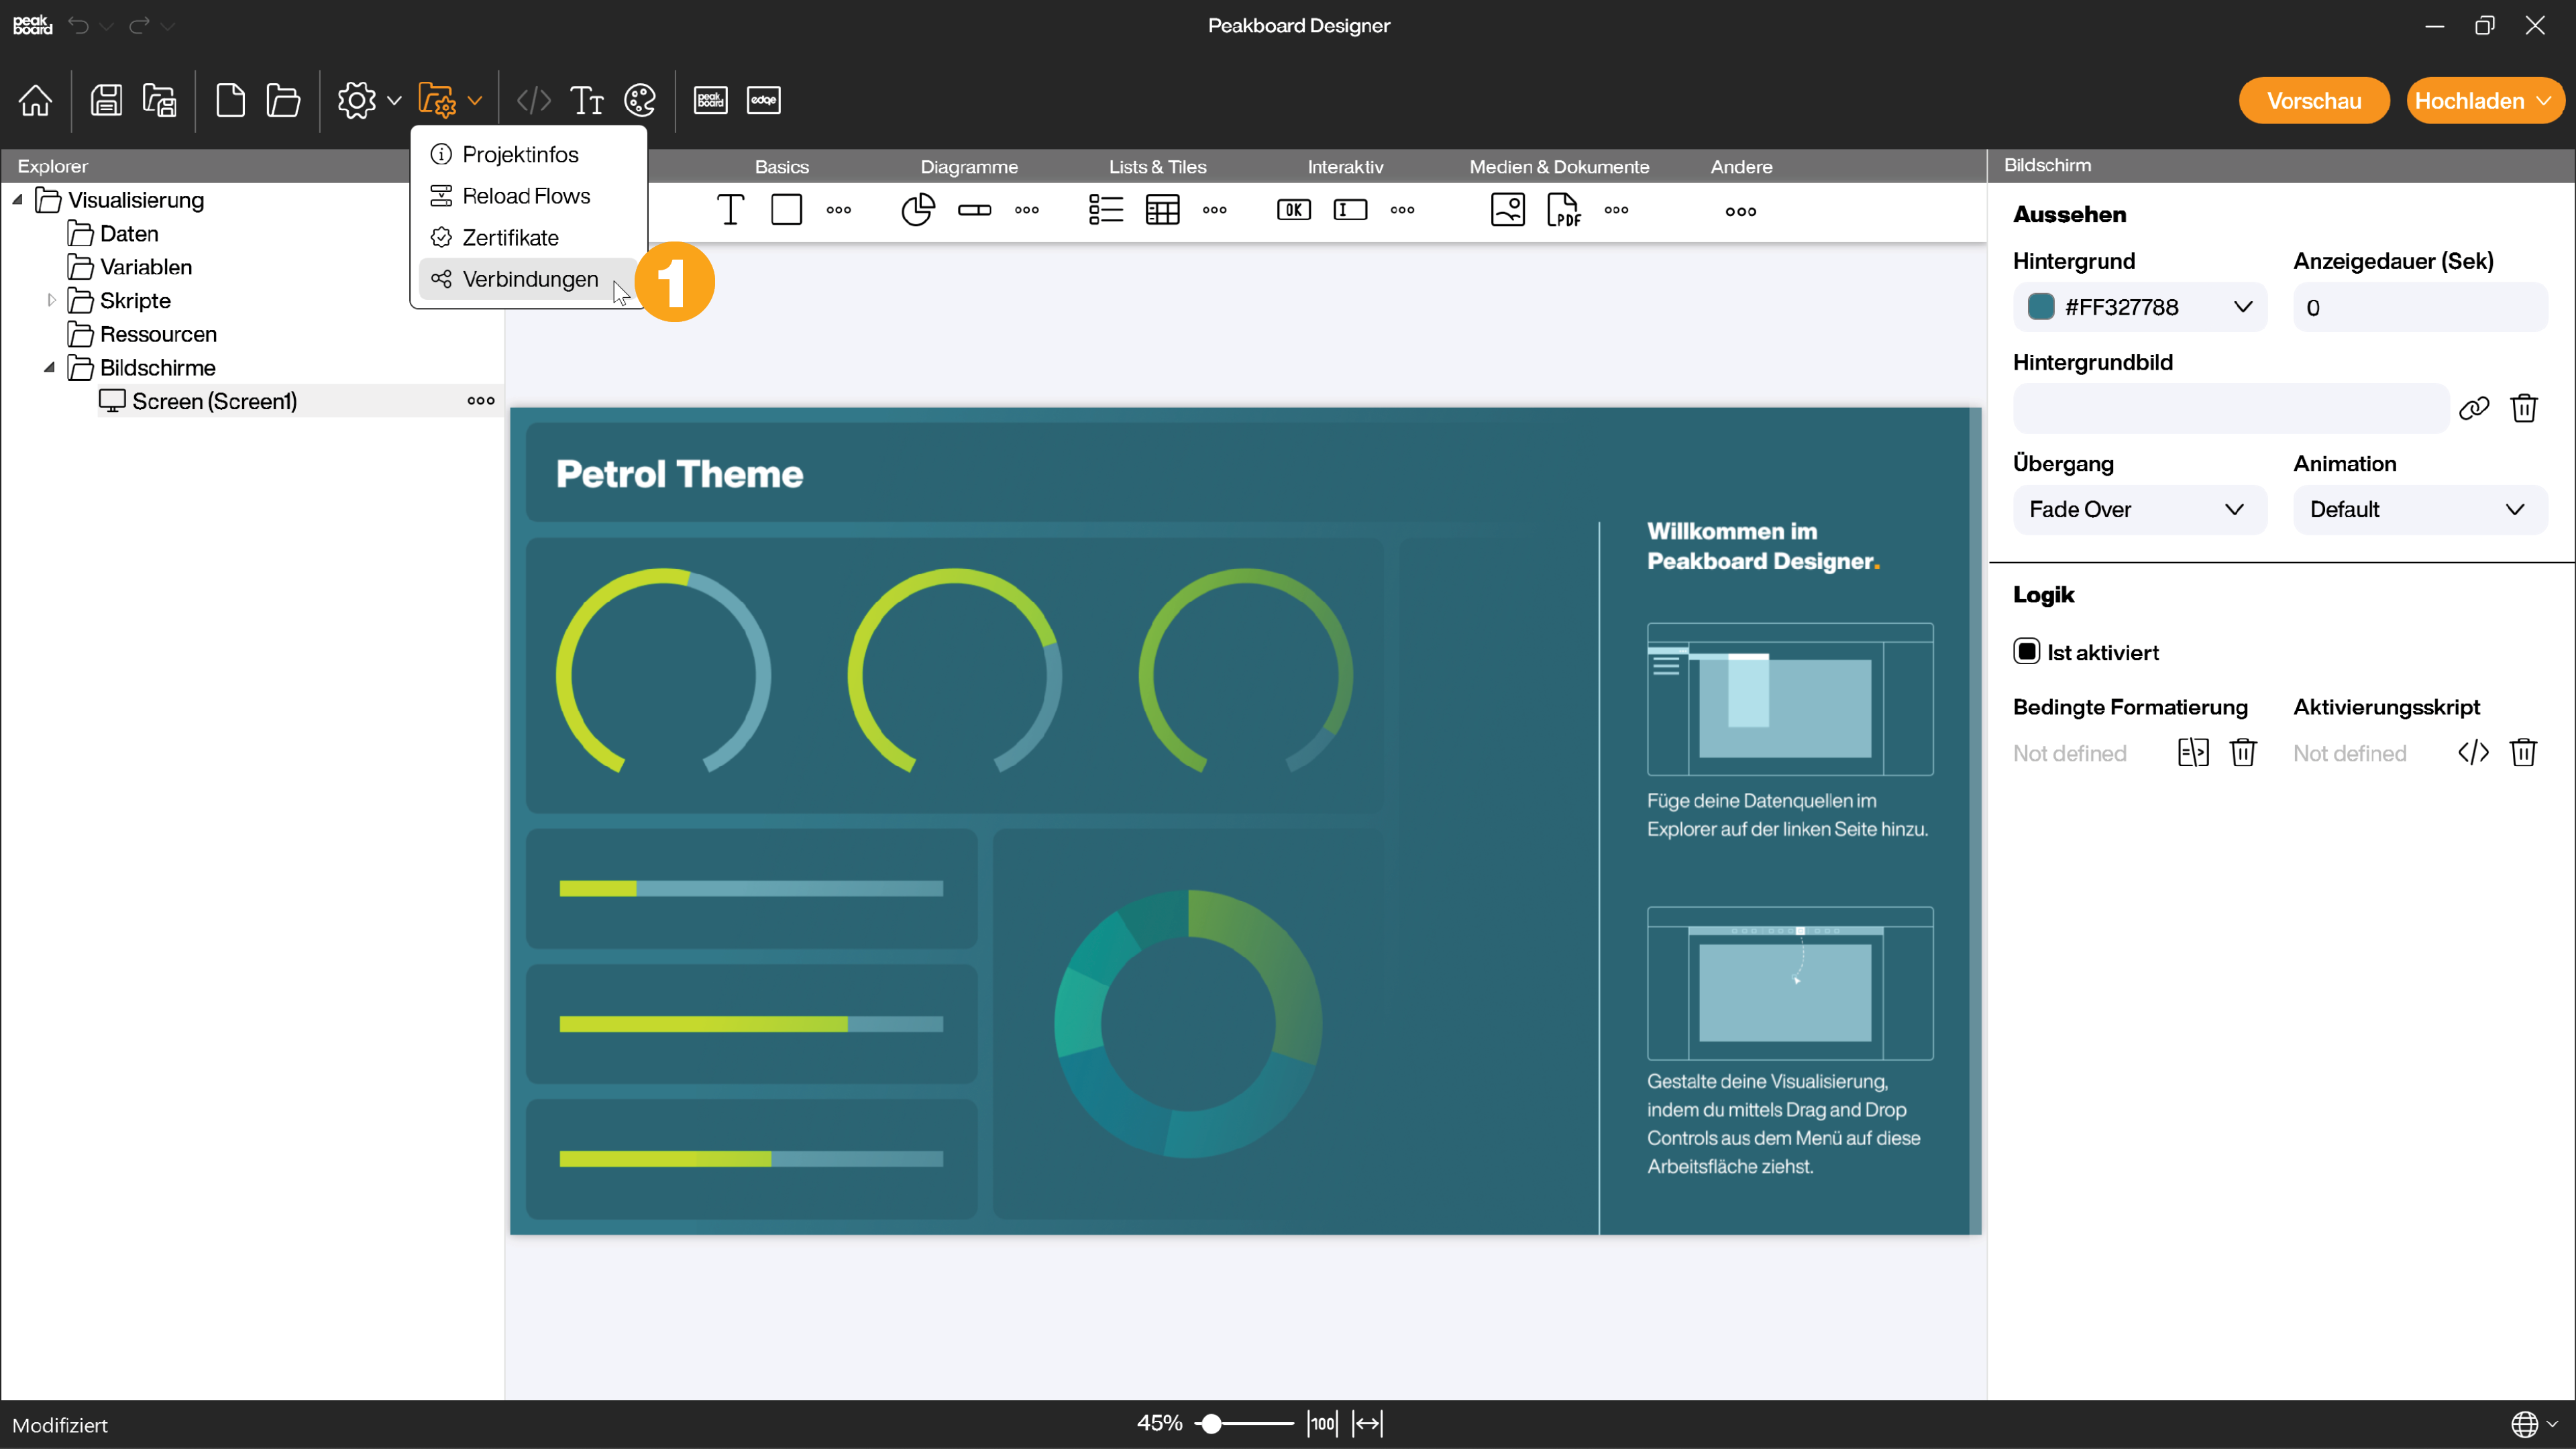 peak
board
Peakboard Designer
peak
board
edge
Vorschau
Hochladen
Projektinfos
Reload Flows
Zertifikate
Verbindungen
1
Explorer
Visualisierung
Daten
Variablen
Skripte
Ressourcen
Bildschirme
Screen (Screen1)
Basics
Diagramme
Lists & Tiles
Interaktiv
Medien & Dokumente
Andere
OK
I
PDF
Petrol Theme
Willkommen im
Peakboard Designer.
Füge deine Datenquellen im
Explorer auf der linken Seite hinzu.
Gestalte deine Visualisierung,
indem du mittels Drag and Drop
Controls aus dem Menü auf diese
Arbeitsfläche ziehst.
Bildschirm
Aussehen
Hintergrund
Anzeigedauer (Sek)
#FF327788
0
Hintergrundbild
Übergang
Animation
Fade Over
Default
Logik
Ist aktiviert
Bedingte Formatierung
Aktivierungsskript
Not defined
Not defined
Modifiziert
45%
100